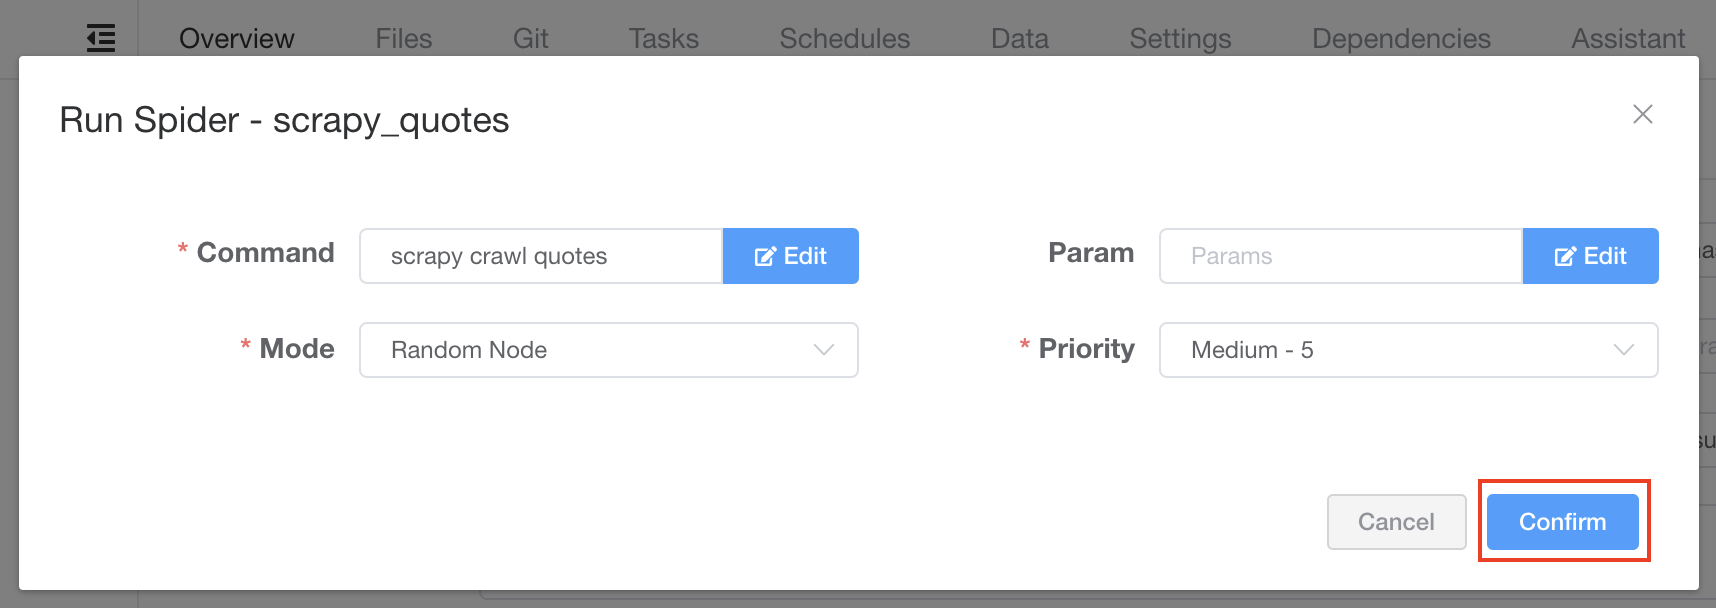 Overview Files Git Tasks Schedules Data Settings Dependencies Assistant
Run Spider - scrapy_quotes
* Command scrapy crawl quotes Edit Param Params Edit
* Mode Random Node * Priority Medium - 5
Cancel Confirm